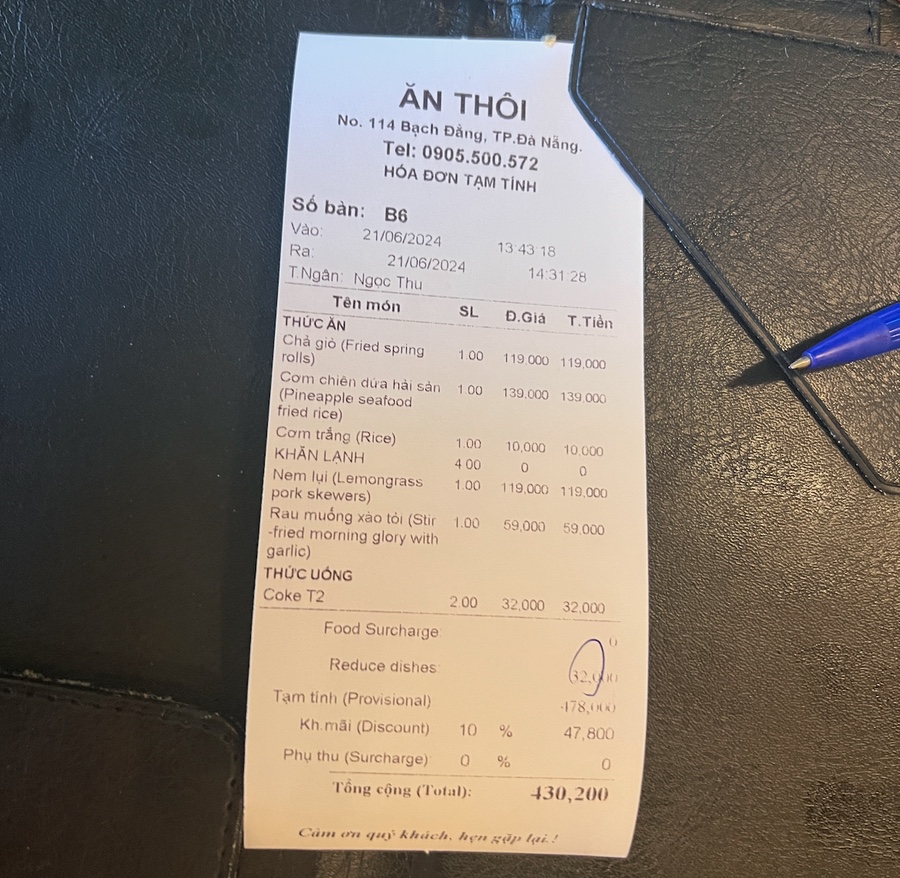 ĂN THÔI
No. 114 Bạch Đằng, TP.Đà Nẵng.
Tel: 0905.500.572
HÓA ĐƠN TẠM TÍNH
Số bàn: B6
Vào: 21/06/2024 13:43:18
Ra: 21/06/2024 14:31:28
T.Ngân: Ngọc Thu
Tên món SL Đ.Giá T.Tiền
THỨC ĂN
Chả giò (Fried spring 1.00 119,000 119,000
rolls)
Cơm chiên dứa hải sản 1.00 139,000 139,000
(Pineapple seafood
fried rice)
Cơm trắng (Rice) 1.00 10,000 10,000
KHĂN LẠNH 4.00 0 0
Nem lụi (Lemongrass 1.00 119,000 119,000
pork skewers)
Rau muống xào tỏi (Stir 1.00 59,000 59,000
-fried morning glory with
garlic)
THỨC UỐNG
Coke T2 2.00 32,000 32,000
Food Surcharge: 0
Reduce dishes: (32,000
Tạm tính (Provisional) 478,000
Kh.mãi (Discount) 10 % 47,800
Phụ thu (Surcharge) 0 % 0
Tổng cộng (Total): 430,200
Cảm ơn quý khách, hẹn gặp lại !